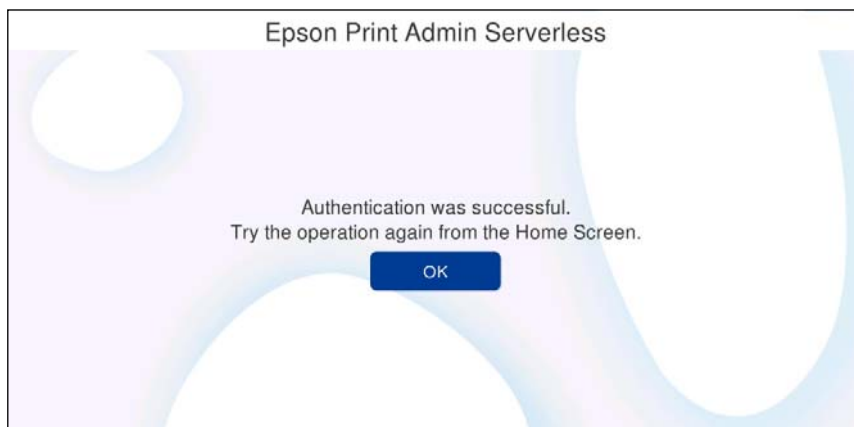 Epson Print Admin Serverless
Authentication was successful.
Try the operation again from the Home Screen.
OK